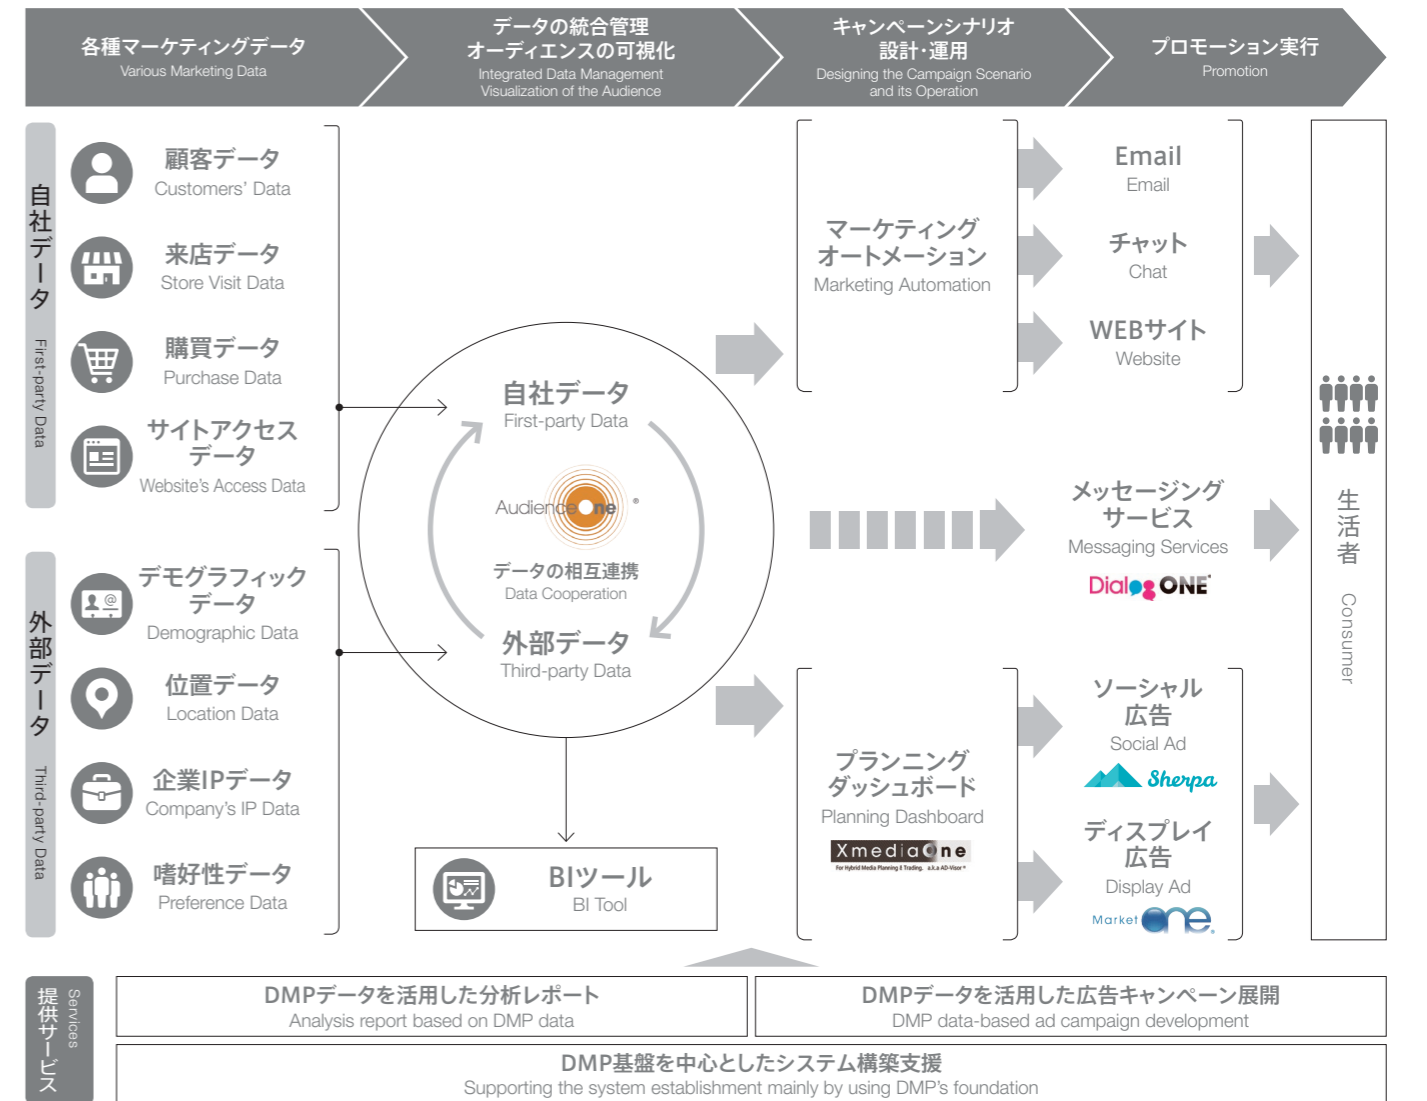 各種マーケティングデータ
Various Marketing Data
データの統合管理
オーディエンスの可視化
Integrated Data Management
Visualization of the Audience
キャンペーンシナリオ
設計・運用
Designing the Campaign Scenario
and its Operation
プロモーション実行
Promotion
自社データ
First-party Data
顧客データ
Customers' Data
来店データ
Store Visit Data
購買データ
Purchase Data
サイトアクセス
データ
Website's Access Data
外部データ
Third-party Data
デモグラフィック
データ
Demographic Data
位置データ
Location Data
企業IPデータ
Company's IP Data
嗜好性データ
Preference Data
自社データ
First-party Data
AudienceOne®
データの相互連携
Data Cooperation
外部データ
Third-party Data
BIツール
BI Tool
マーケティング
オートメーション
Marketing Automation
Email
Email
チャット
Chat
WEBサイト
Website
メッセージング
サービス
Messaging Services
Dialog ONE
プランニング
ダッシュボード
Planning Dashboard
XmediaOne
For Hybrid Media Planning & Trading. a.k.a AD-Visor®
ソーシャル
広告
Social Ad
Sherpa
ディスプレイ
広告
Display Ad
Market One®
生活者
Consumer
提供サービス
Services
DMPデータを活用した分析レポート
Analysis report based on DMP data
DMPデータを活用した広告キャンペーン展開
DMP data-based ad campaign development
DMP基盤を中心としたシステム構築支援
Supporting the system establishment mainly by using DMP's foundation